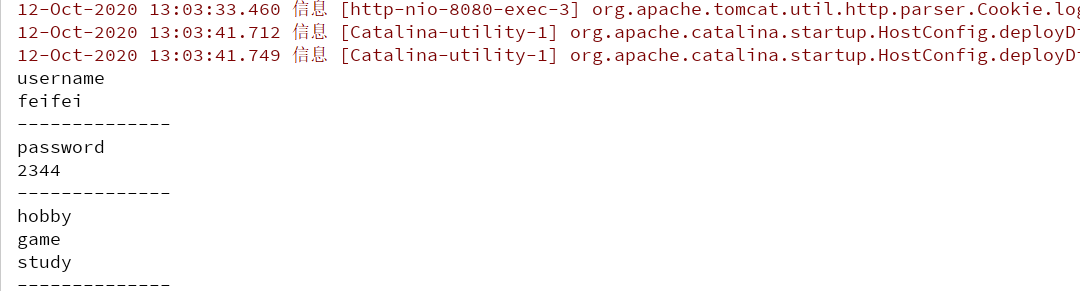 12-Oct-2020 13:03:33.460 信息 [http-nio-8080-exec-3] org.apache.tomcat.util.http.parser.Cookie.log
12-Oct-2020 13:03:41.712 信息 [Catalina-utility-1] org.apache.catalina.startup.HostConfig.deployDi
12-Oct-2020 13:03:41.749 信息 [Catalina-utility-1] org.apache.catalina.startup.HostConfig.deployDi
username
feifei
--------------
password
2344
--------------
hobby
game
study
--------------